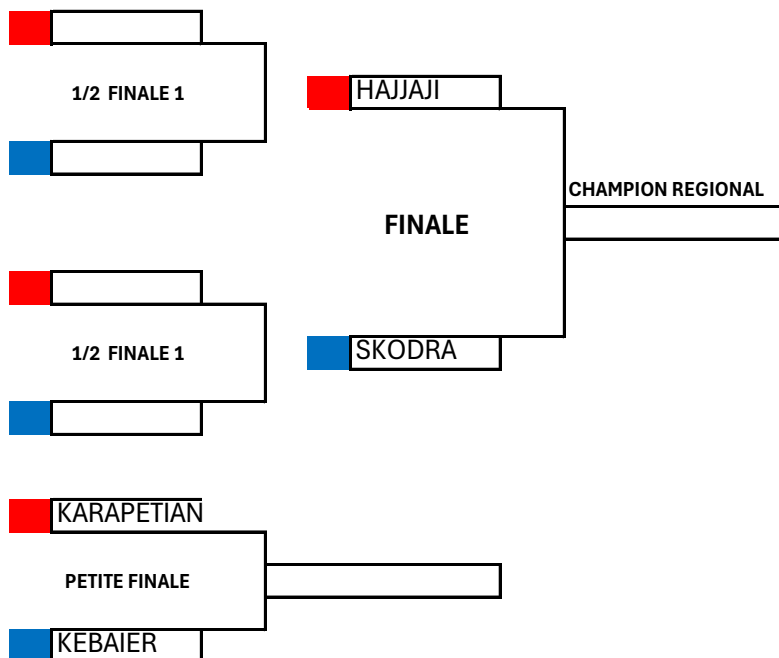 1/2 FINALE 1
HAJJAJI
CHAMPION REGIONAL
FINALE
1/2 FINALE 1
SKODRA
KARAPETIAN
PETITE FINALE
KEBAIER